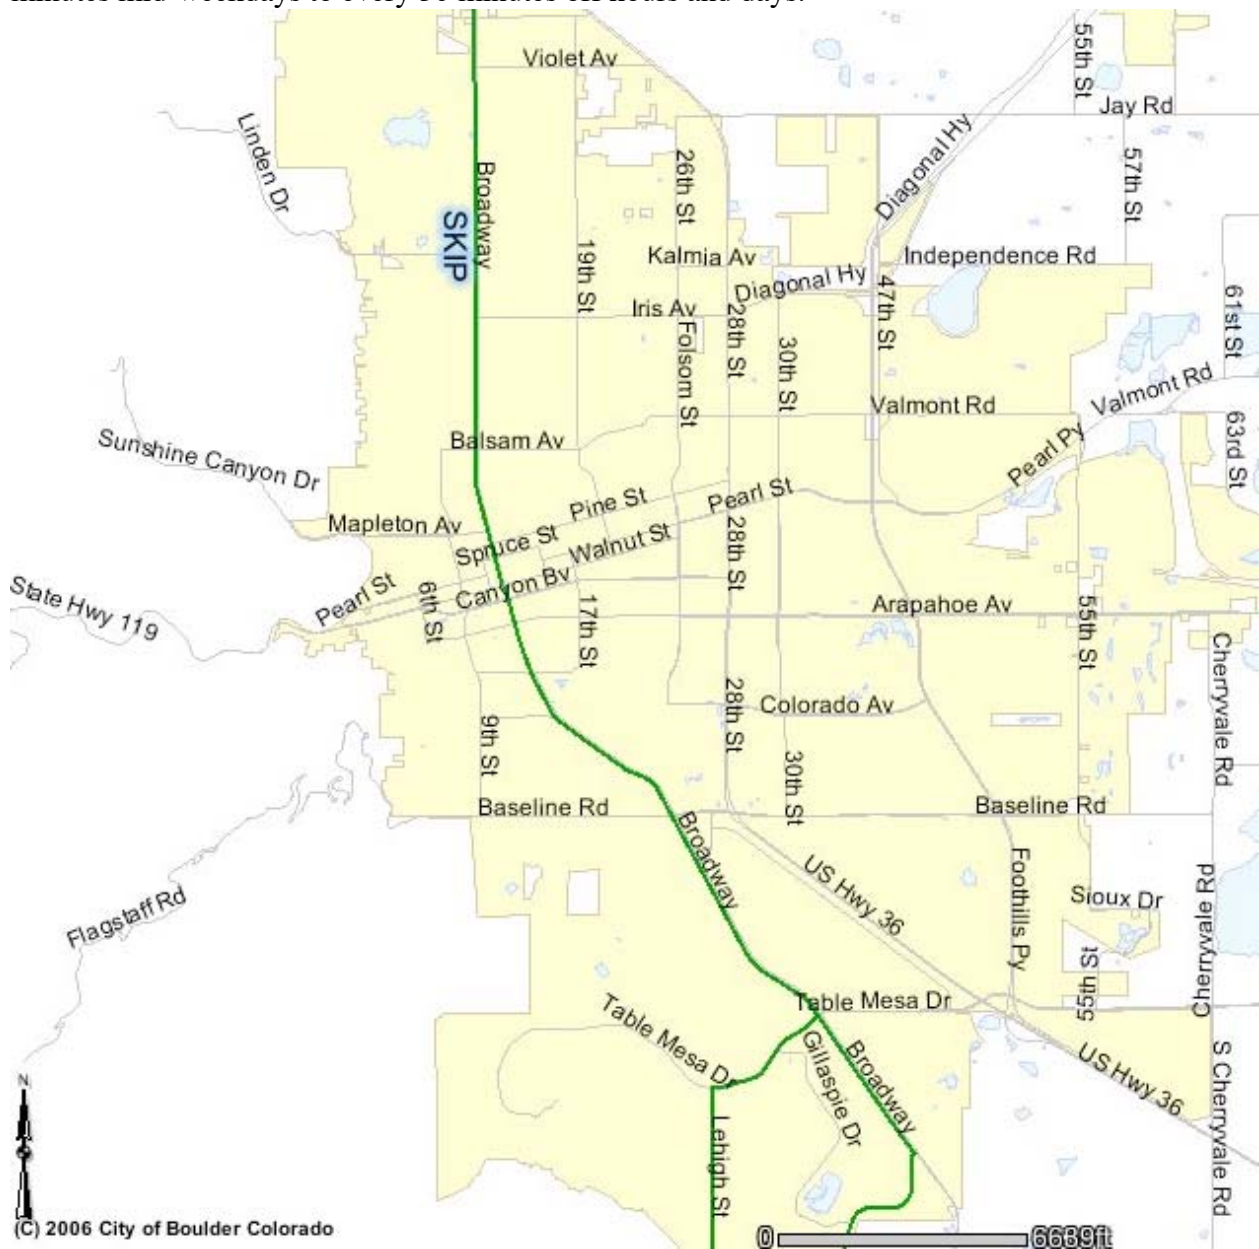 minutes mid-weekdays to every 30 minutes off hours and days.
Violet Av
55th St
Jay Rd
Linden Dr
Broadway
SKIP
26th St
Diagonal Hy
57th St
19th St
Kalmia Av
Independence Rd
Diagonal Hy
47th St
61st St
Iris Av
28th St
Folsom St
30th St
Valmont Rd
Valmont Rd
63rd St
Balsam Av
Pearl Py
Sunshine Canyon Dr
Pine St
Pearl St
Mapleton Av
Spruce St
Walnut St
28th St
Pearl St
Canyon Bv
State Hwy 119
6th St
17th St
Arapahoe Av
55th St
Cherryvale Rd
28th St
Colorado Av
9th St
30th St
Baseline Rd
Baseline Rd
Broadway
US Hwy 36
Foothills Py
Sioux Dr
Cherryvale Rd
Flagstaff Rd
55th St
Table Mesa Dr
Table Mesa Dr
Gillaspie Dr
Broadway
US Hwy 36
S Cherryvale Rd
N
Lehigh St
(C) 2006 City of Boulder Colorado
0 6689ft